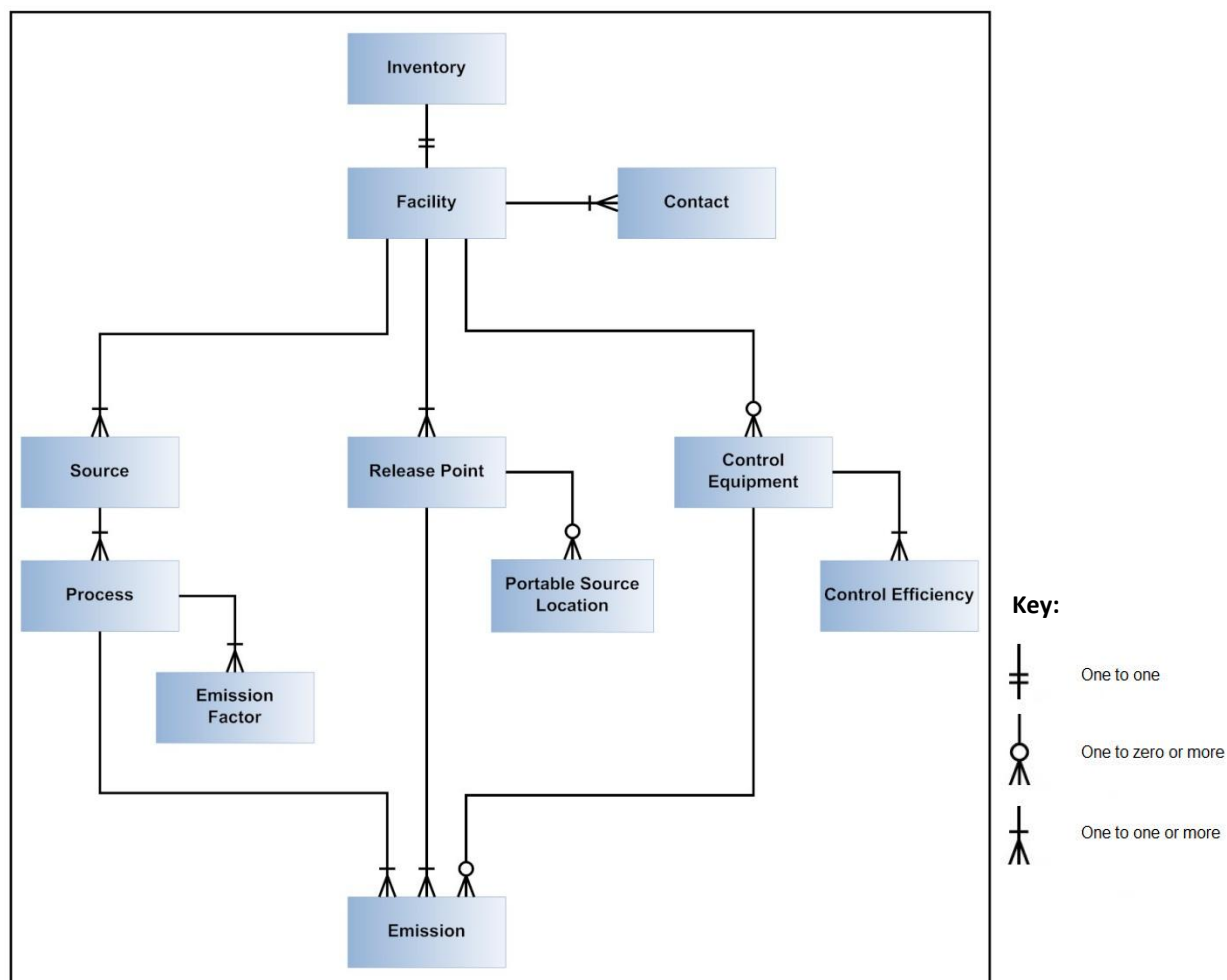 Inventory
Facility
Contact
Source
Release Point
Control
Equipment
Process
Portable Source
Location
Control Efficiency
Emission
Factor
Emission
Key:
One to one
One to zero or more
One to one or more